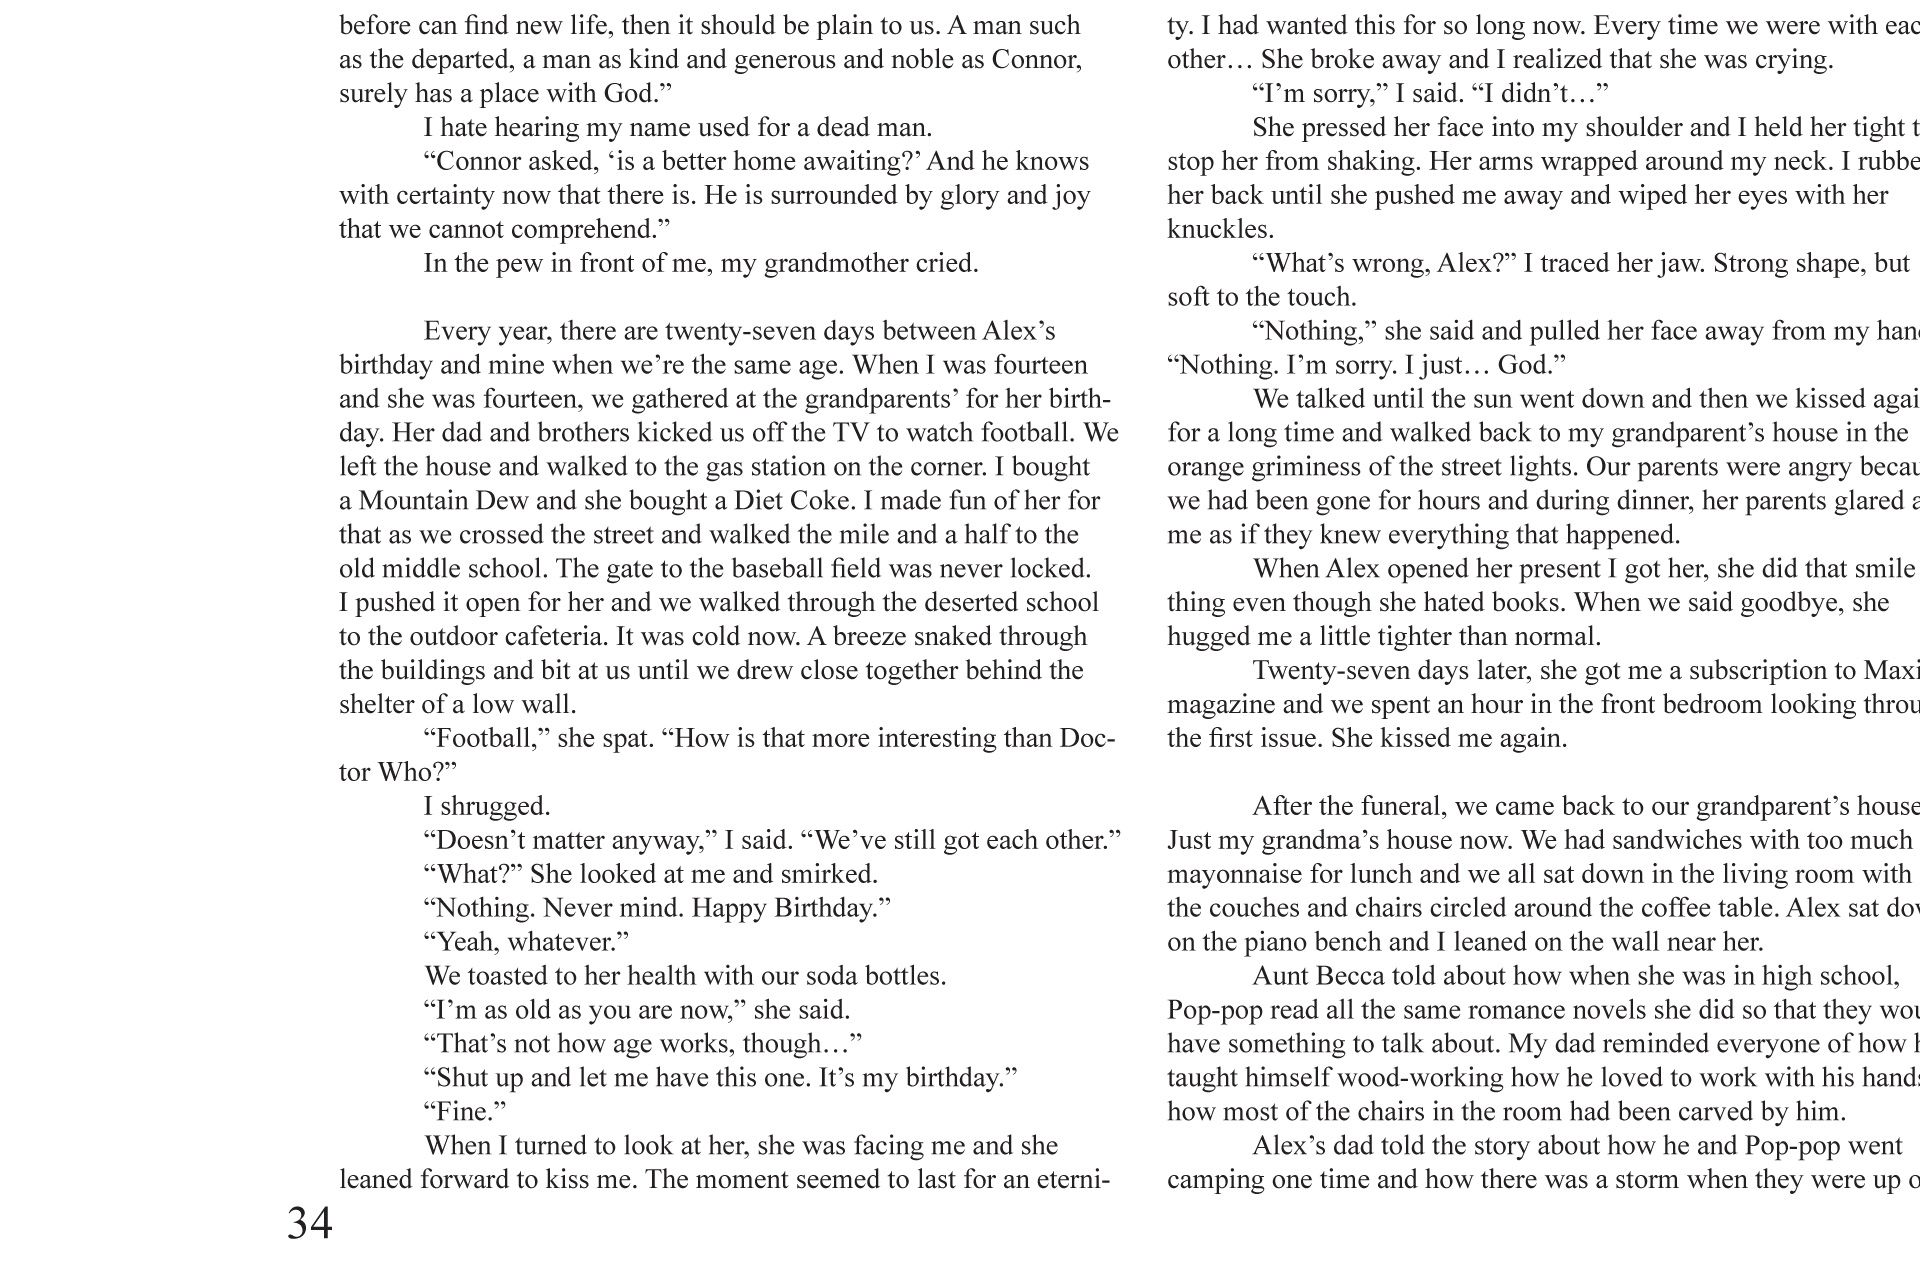 before can find new life, then it should be plain to us. A man such
as the departed, a man as kind and generous and noble as Connor,
surely has a place with God.”
I hate hearing my name used for a dead man.
“Connor asked, ‘is a better home awaiting?’ And he knows
with certainty now that there is. He is surrounded by glory and joy
that we cannot comprehend.”
In the pew in front of me, my grandmother cried.
Every year, there are twenty-seven days between Alex’s
birthday and mine when we’re the same age. When I was fourteen
and she was fourteen, we gathered at the grandparents’ for her birth-
day. Her dad and brothers kicked us off the TV to watch football. We
left the house and walked to the gas station on the corner. I bought
a Mountain Dew and she bought a Diet Coke. I made fun of her for
that as we crossed the street and walked the mile and a half to the
old middle school. The gate to the baseball field was never locked.
I pushed it open for her and we walked through the deserted school
to the outdoor cafeteria. It was cold now. A breeze snaked through
the buildings and bit at us until we drew close together behind the
shelter of a low wall.
“Football,” she spat. “How is that more interesting than Doc-
tor Who?”
I shrugged.
“Doesn’t matter anyway,” I said. “We’ve still got each other.”
“What?” She looked at me and smirked.
“Nothing. Never mind. Happy Birthday.”
“Yeah, whatever.”
We toasted to her health with our soda bottles.
“I’m as old as you are now,” she said.
“That’s not how age works, though…”
“Shut up and let me have this one. It’s my birthday.”
“Fine.”
When I turned to look at her, she was facing me and she
leaned forward to kiss me. The moment seemed to last for an eterni-
34
ty. I had wanted this for so long now. Every time we were with eac
other… She broke away and I realized that she was crying.
“I’m sorry,” I said. “I didn’t…”
She pressed her face into my shoulder and I held her tight t
stop her from shaking. Her arms wrapped around my neck. I rubbe
her back until she pushed me away and wiped her eyes with her
knuckles.
“What’s wrong, Alex?” I traced her jaw. Strong shape, but
soft to the touch.
“Nothing,” she said and pulled her face away from my han
“Nothing. I’m sorry. I just… God.”
We talked until the sun went down and then we kissed agai
for a long time and walked back to my grandparent’s house in the
orange griminess of the street lights. Our parents were angry becau
we had been gone for hours and during dinner, her parents glared a
me as if they knew everything that happened.
When Alex opened her present I got her, she did that smile
thing even though she hated books. When we said goodbye, she
hugged me a little tighter than normal.
Twenty-seven days later, she got me a subscription to Maxi
magazine and we spent an hour in the front bedroom looking throu
the first issue. She kissed me again.
After the funeral, we came back to our grandparent’s house
Just my grandma’s house now. We had sandwiches with too much
mayonnaise for lunch and we all sat down in the living room with
the couches and chairs circled around the coffee table. Alex sat dow
on the piano bench and I leaned on the wall near her.
Aunt Becca told about how when she was in high school,
Pop-pop read all the same romance novels she did so that they wou
have something to talk about. My dad reminded everyone of how h
taught himself wood-working how he loved to work with his hands
how most of the chairs in the room had been carved by him.
Alex’s dad told the story about how he and Pop-pop went
camping one time and how there was a storm when they were up o